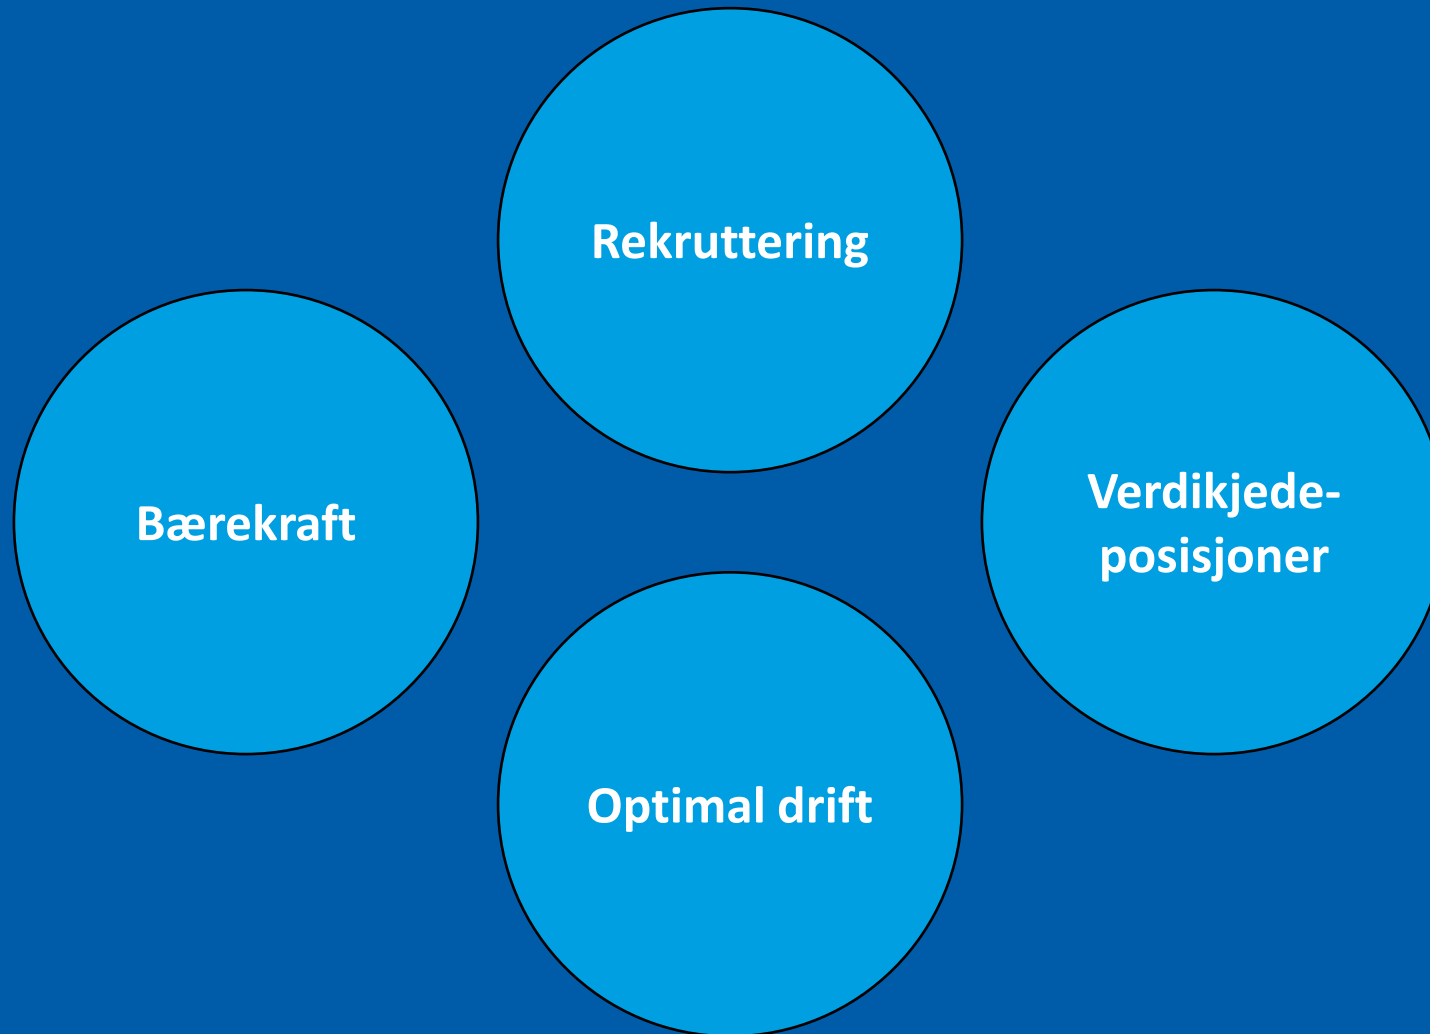 Rekruttering
Bærekraft
Verdikjede-
posisjoner
Optimal drift